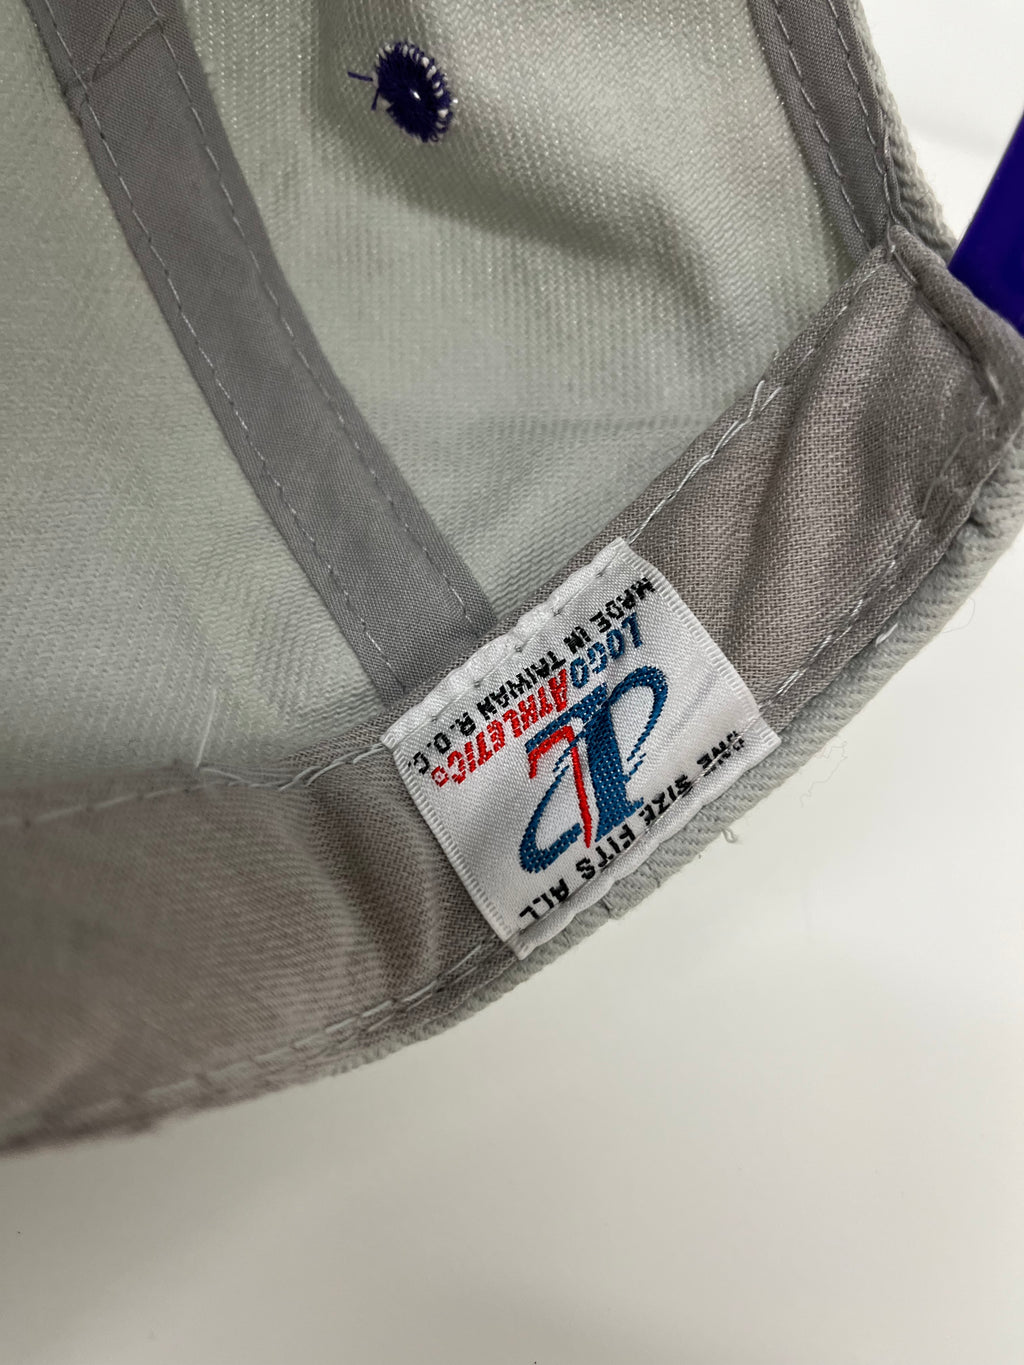 ONE SIZE FITS ALL
LOGO ATHLETIC®
MADE IN TAIWAN R.O.C.